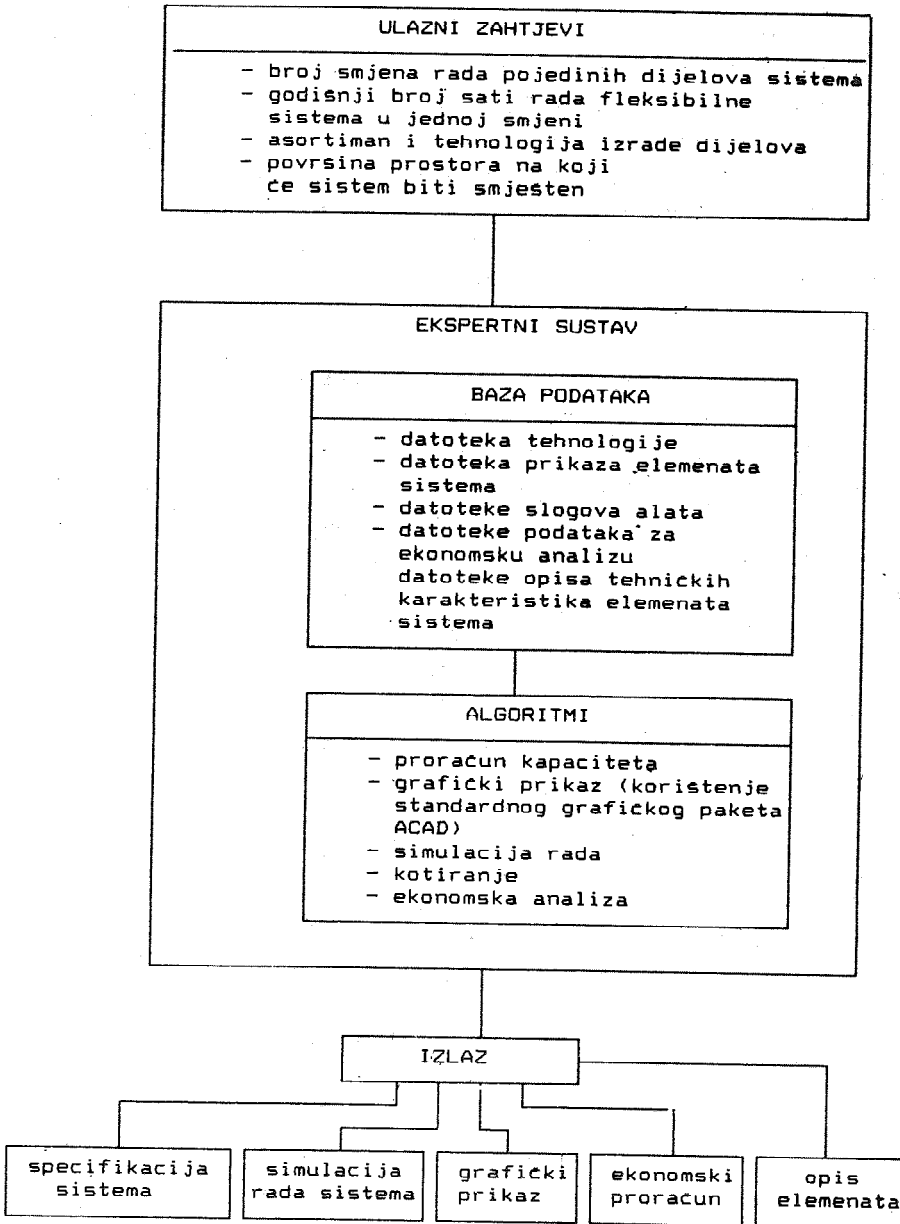 ULAZNI ZAHTJEVI
- broj smjena rada pojedinih dijelova sistema
- godišnji broj sati rada fleksibilne
sistema u jednoj smjeni
- asortiman i tehnologija izrade dijelova
- površina prostora na koji
će sistem biti smješten
EKSPERTNI SUSTAV
BAZA PODATAKA
- datoteka tehnologije
- datoteka prikaza elemenata
sistema
- datoteke slogova alata
- datoteke podataka za
ekonomsku analizu
datoteke opisa tehničkih
karakteristika elemenata
sistema
ALGORITMI
- proračun kapaciteta
- grafički prikaz (korištenje
standardnog grafičkog paketa
ACAD)
- simulacija rada
- kotiranje
- ekonomska analiza
IZLAZ
specifikacija
sistema
simulacija
rada sistema
grafički
prikaz
ekonomski
proračun
opis
elemenata